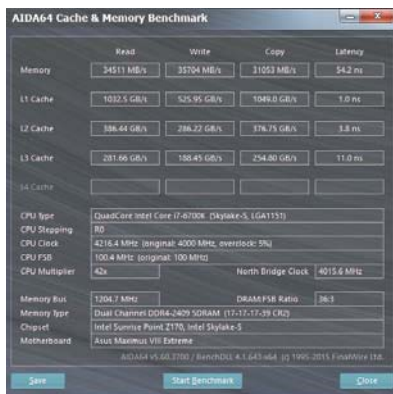 AIDA64 Cache & Memory Benchmark
Read Write Copy Latency
Memory 34511 MB/s 35704 MB/s 31053 MB/s 54.2 ns
L1 Cache 1032.5 GB/s 525.95 GB/s 1049.0 GB/s 1.0 ns
L2 Cache 386.44 GB/s 286.22 GB/s 376.75 GB/s 3.8 ns
L3 Cache 281.66 GB/s 188.45 GB/s 254.80 GB/s 11.0 ns
L4 Cache
CPU Type QuadCore Intel Core i7-6700K (Skylake-S, LGA1151)
CPU Stepping R0
CPU Clock 4216.4 MHz (original: 4000 MHz, overclock: 5%)
CPU FSB 100.4 MHz (original: 100 MHz)
CPU Multiplier 42x North Bridge Clock 4015.6 MHz
Memory Bus 1204.7 MHz DRAM:FSB Ratio 36:3
Memory Type Dual Channel DDR4-2409 SDRAM (17-17-17-39 CR2)
Chipset Intel Sunrise Point Z170, Intel Skylake-S
Motherboard Asus Maximus VIII Extreme
AIDA64 v5.60.3700 / BenchDLL 4.1.643-x64 (c) 1995-2015 FinalWire Ltd.
Save Start Benchmark Close